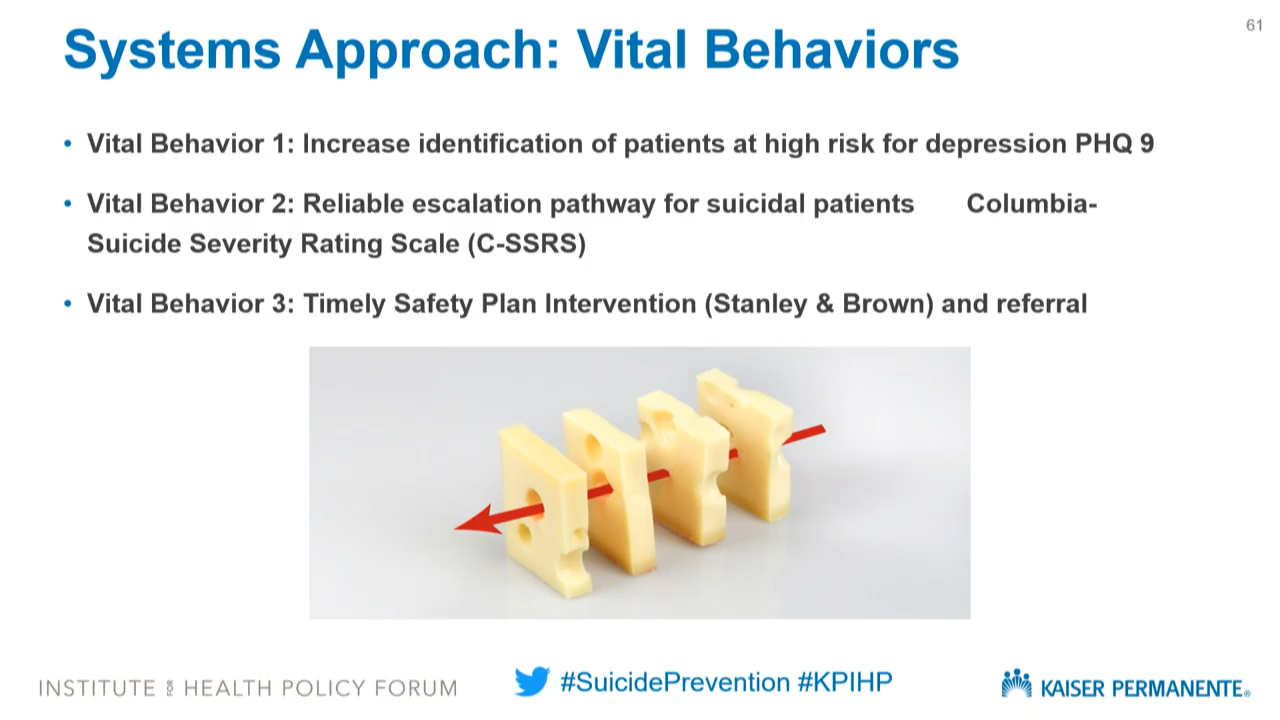 61
Systems Approach: Vital Behaviors
• Vital Behavior 1: Increase identification of patients at high risk for depression PHQ 9
• Vital Behavior 2: Reliable escalation pathway for suicidal patients Columbia-
Suicide Severity Rating Scale (C-SSRS)
• Vital Behavior 3: Timely Safety Plan Intervention (Stanley & Brown) and referral
INSTITUTE FOR HEALTH POLICY FORUM
#SuicidePrevention #KPIHP
KAISER PERMANENTE®